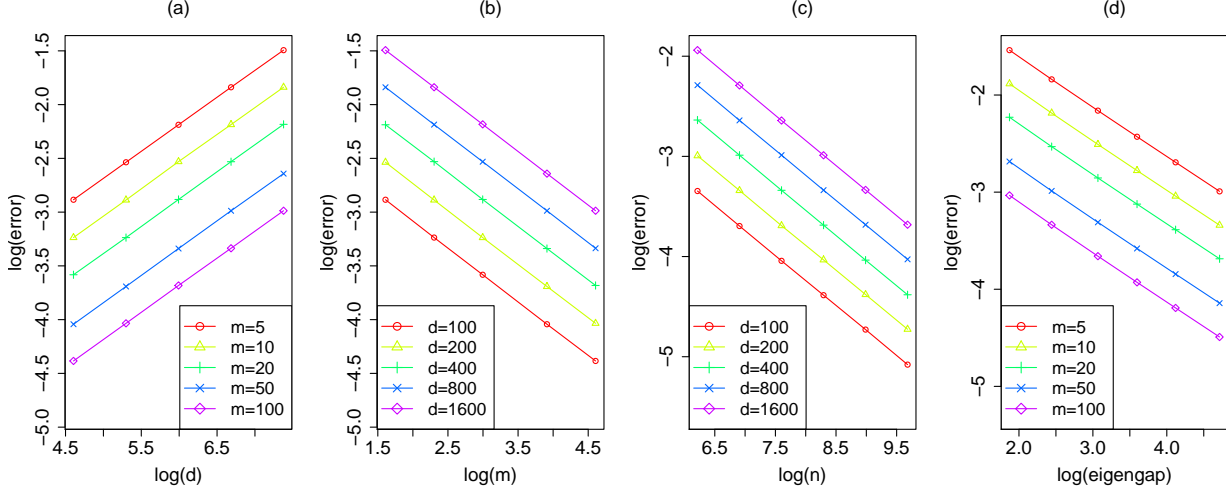 (a)
log(error)
−1.5
−2.0
−2.5
−3.0
−3.5
−4.0
−4.5
−5.0
4.5
5.5
6.5
log(d)
m=5
m=10
m=20
m=50
m=100
(b)
log(error)
−1.5
−2.0
−2.5
−3.0
−3.5
−4.0
−4.5
−5.0
1.5
2.5
3.5
4.5
log(m)
d=100
d=200
d=400
d=800
d=1600
(c)
log(error)
−2
−3
−4
−5
6.5
7.5
8.5
9.5
log(n)
d=100
d=200
d=400
d=800
d=1600
(d)
log(error)
−2
−3
−4
−5
2.0
3.0
4.0
log(eigengap)
m=5
m=10
m=20
m=50
m=100